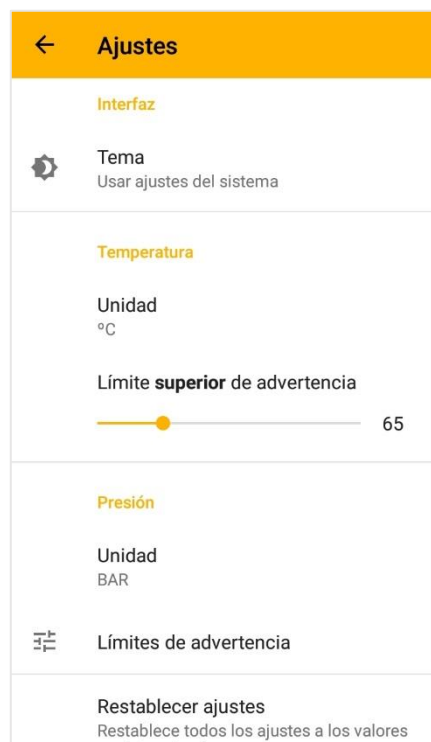 Ajustes
Interfaz
Tema
Usar ajustes del sistema
Temperatura
Unidad
ºC
Límite superior de advertencia
65
Presión
Unidad
BAR
Límites de advertencia
Restablecer ajustes
Restablece todos los ajustes a los valores